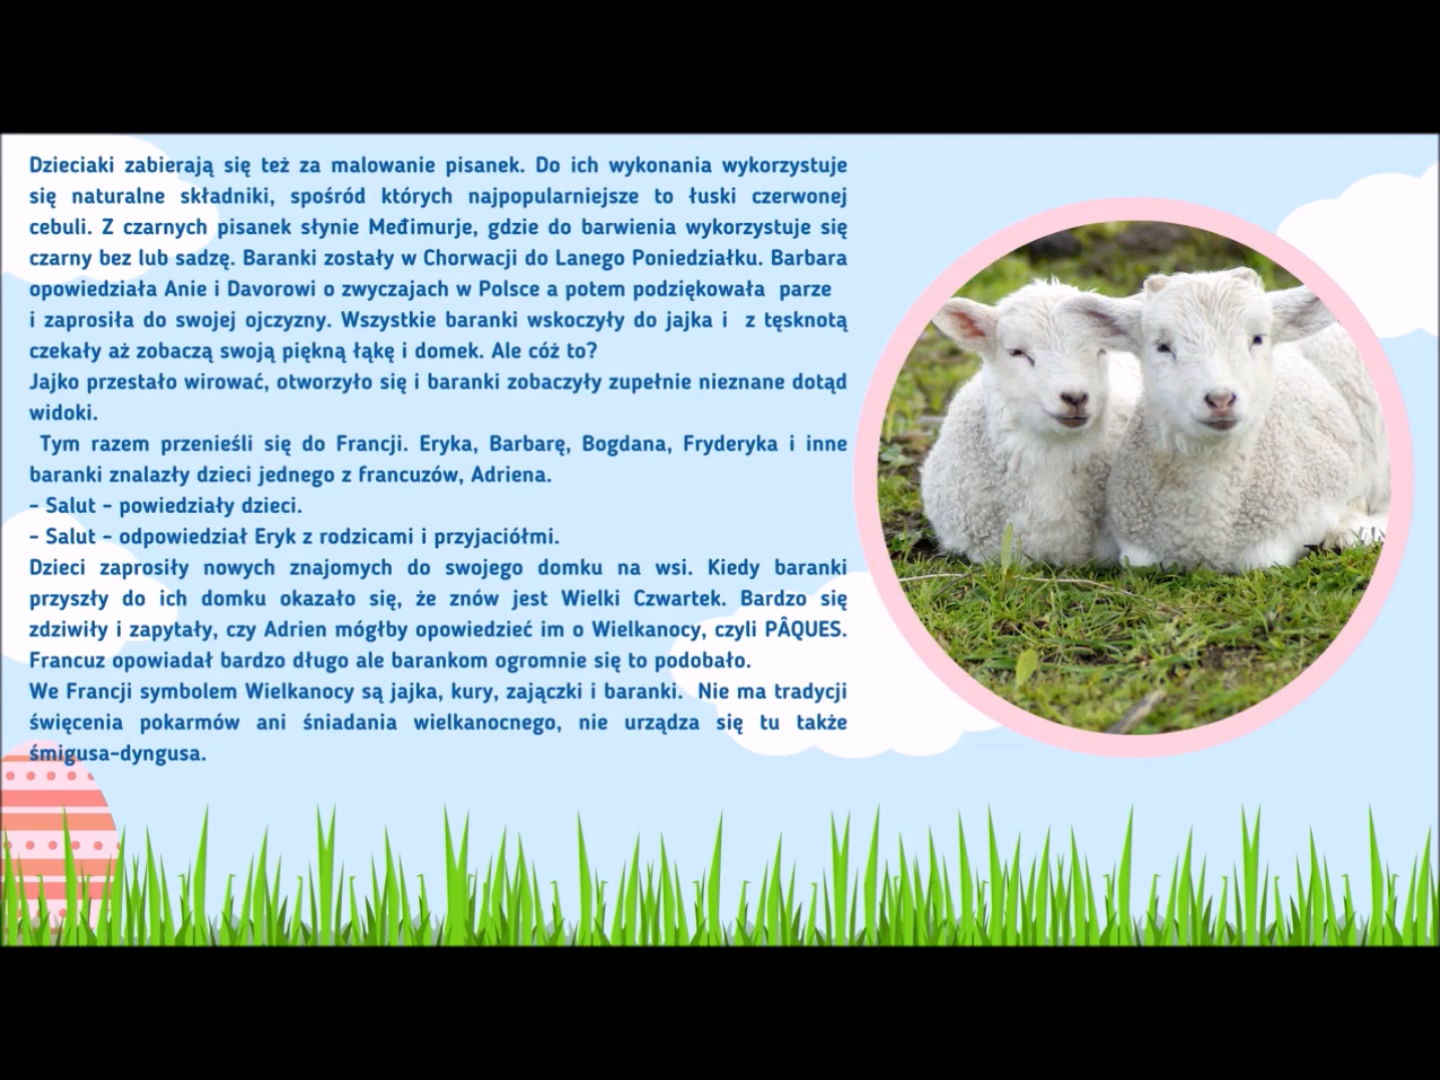 Dzieciaki zabierają się też za malowanie pisanek. Do ich wykonania wykorzystuje
się naturalne składniki, spośród których najpopularniejsze to łuski czerwonej
cebuli. Z czarnych pisanek słynie Međimurje, gdzie do barwienia wykorzystuje się
czarny bez lub sadzę. Baranki zostały w Chorwacji do Lanego Poniedziałku. Barbara
opowiedziała Anie i Davorowi o zwyczajach w Polsce a potem podziękowała parze
i zaprosiła do swojej ojczyzny. Wszystkie baranki wskoczyły do jajka i z tęsknotą
czekały aż zobaczą swoją piękną łąkę i domek. Ale cóż to?
Jajko przestało wirować, otworzyło się i baranki zobaczyły zupełnie nieznane dotąd
widoki.
Tym razem przenieśli się do Francji. Eryka, Barbarę, Bogdana, Fryderyka i inne
baranki znalazły dzieci jednego z francuzów, Adriena.
- Salut - powiedziały dzieci.
- Salut - odpowiedział Eryk z rodzicami i przyjaciółmi.
Dzieci zaprosiły nowych znajomych do swojego domku na wsi. Kiedy baranki
przyszły do ich domku okazało się, że znów jest Wielki Czwartek. Bardzo się
zdziwiły i zapytały, czy Adrien mógłby opowiedzieć im o Wielkanocy, czyli PÂQUES.
Francuz opowiadał bardzo długo ale barankom ogromnie się to podobało.
We Francji symbolem Wielkanocy są jajka, kury, zajączki i baranki. Nie ma tradycji
święcenia pokarmów ani śniadania wielkanocnego, nie urządza się tu także
śmigusa-dyngusa.